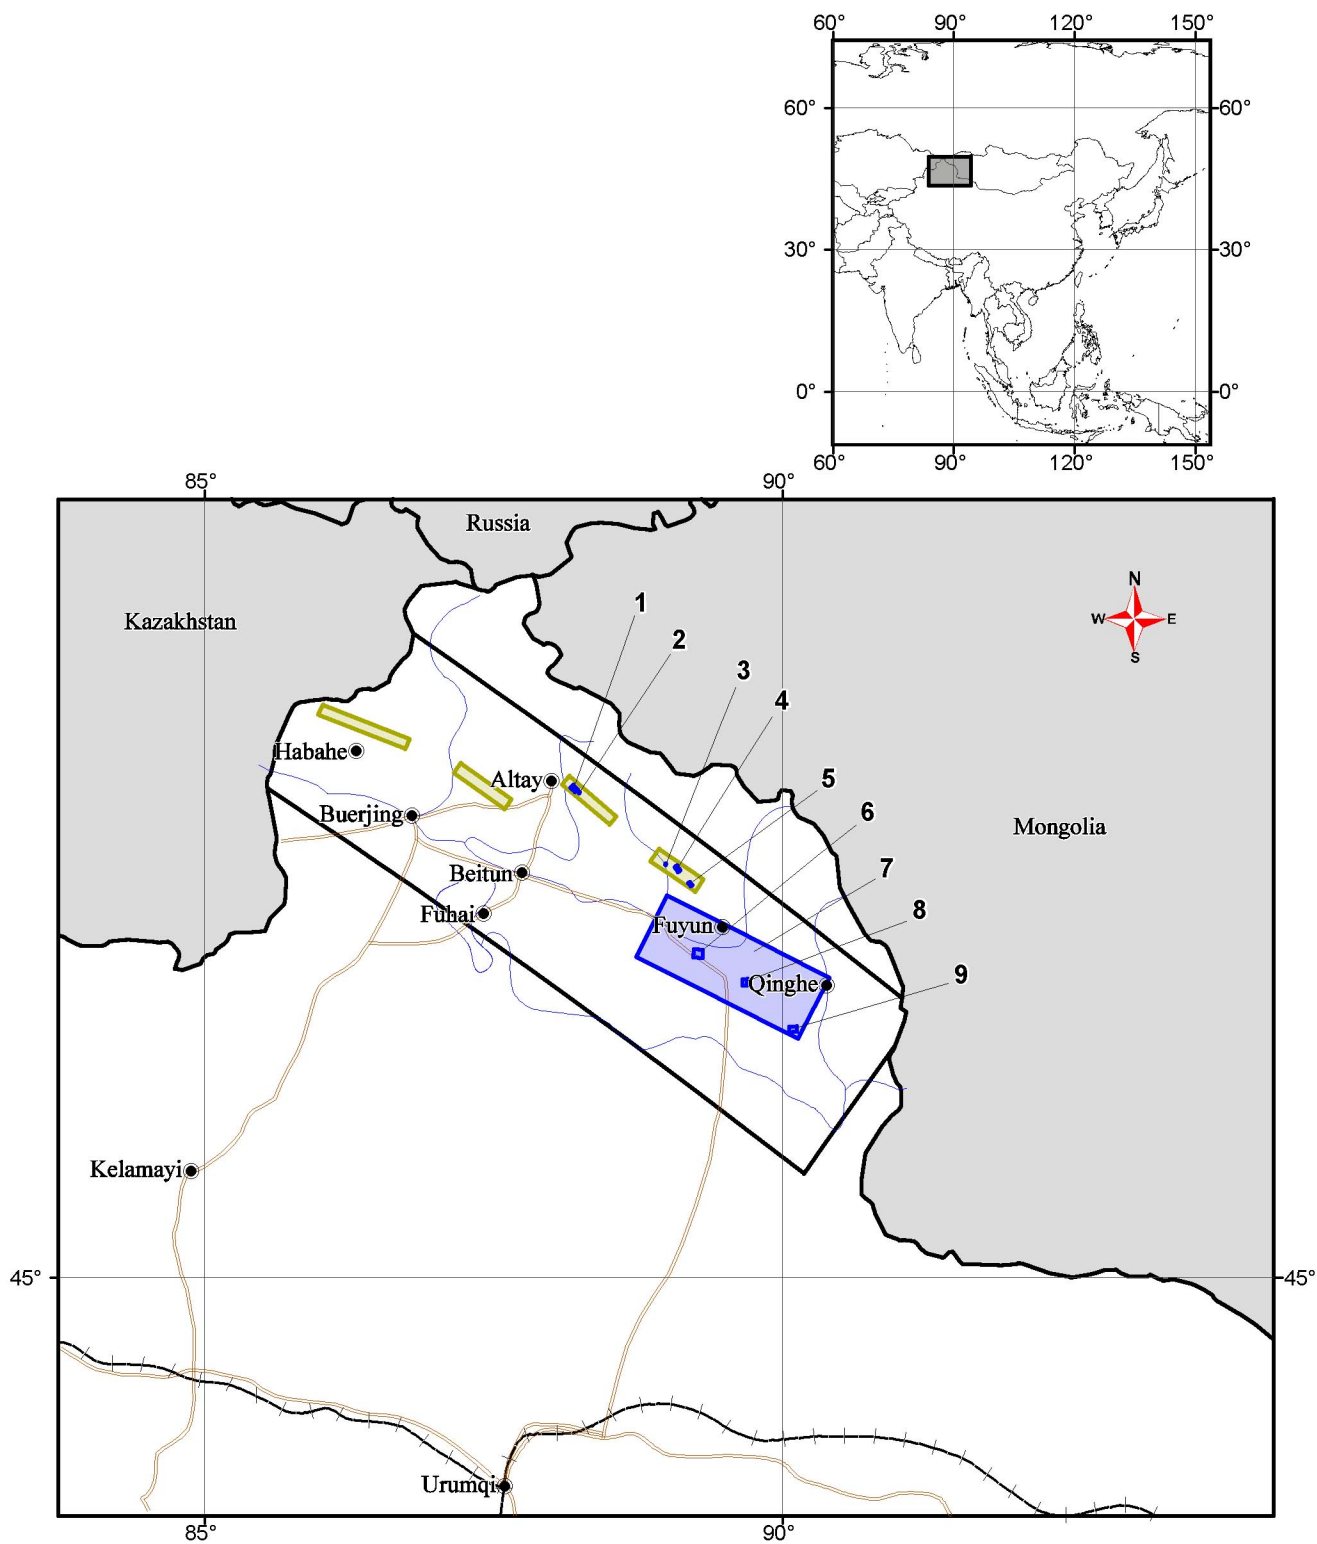 60° 90° 120° 150°
60° 60°
30° 30°
0° 0°
60° 90° 120° 150°
85° 90°
Russia
Kazakhstan
N
W E
S
1
2
3
4
5
6
7
8
9
Mongolia
Habahe
Altay
Buerjing
Beitun
Fuhai
Fuyun
Qinghe
Kelamayi
45° 45°
Urumqi
85° 90°